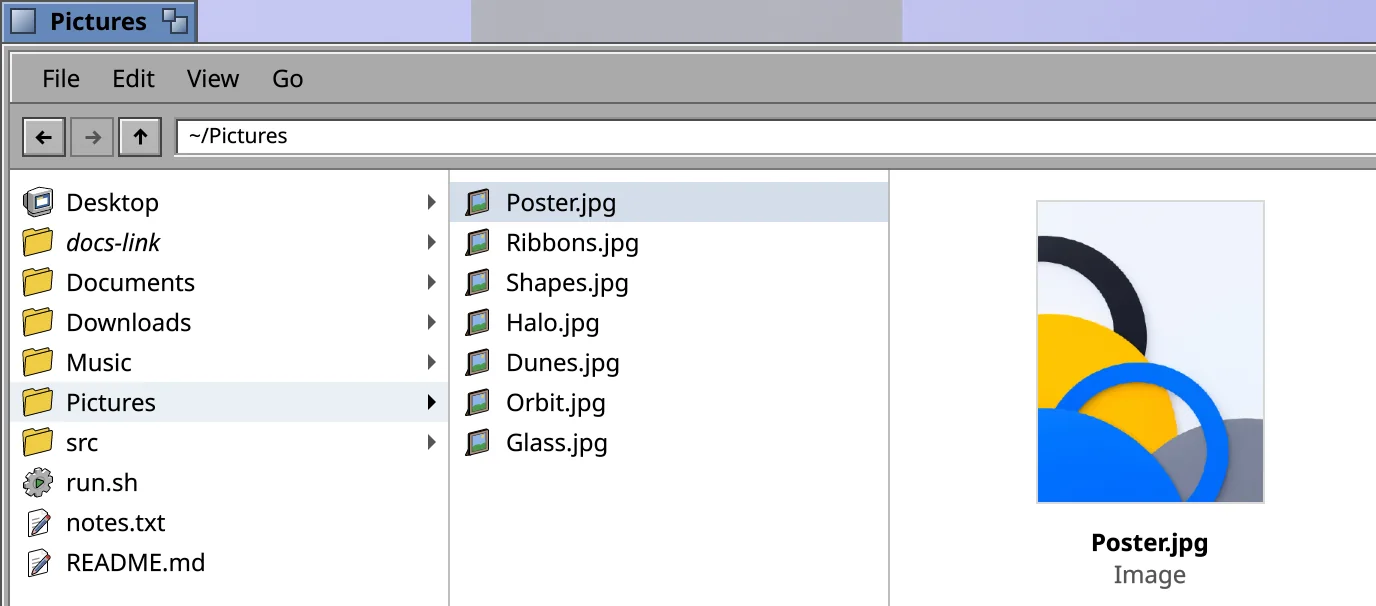 Pictures
File Edit View Go
~/Pictures
Desktop
docs-link
Documents
Downloads
Music
Pictures
src
run.sh
notes.txt
README.md
Poster.jpg
Ribbons.jpg
Shapes.jpg
Halo.jpg
Dunes.jpg
Orbit.jpg
Glass.jpg
Poster.jpg
Image